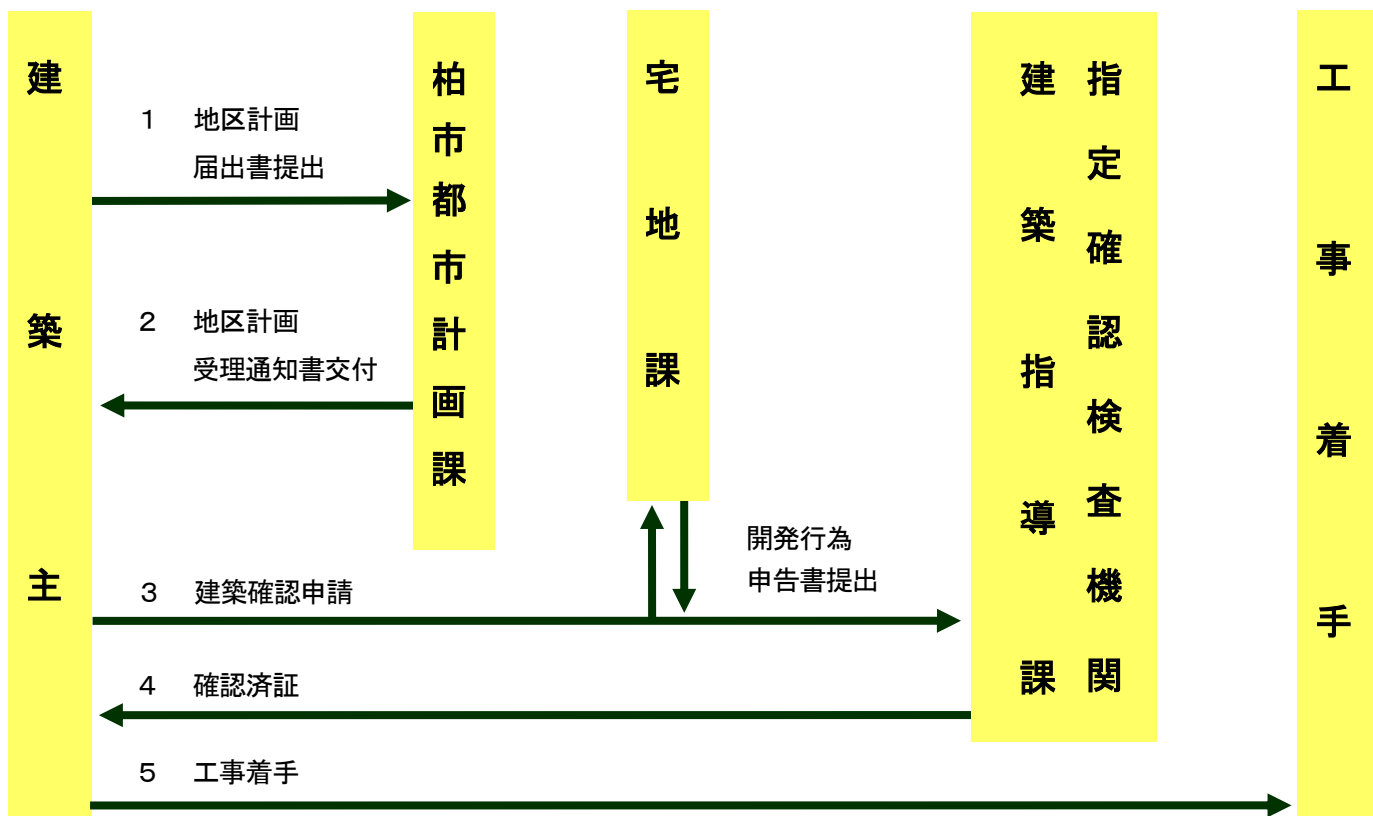 建築主
1 地区計画
届出書提出
2 地区計画
受理通知書交付
柏市都市計画課
宅地課
3 建築確認申請
開発行為
申告書提出
指定確認検査機関
建築指導課
4 確認済証
5 工事着手
工事着手